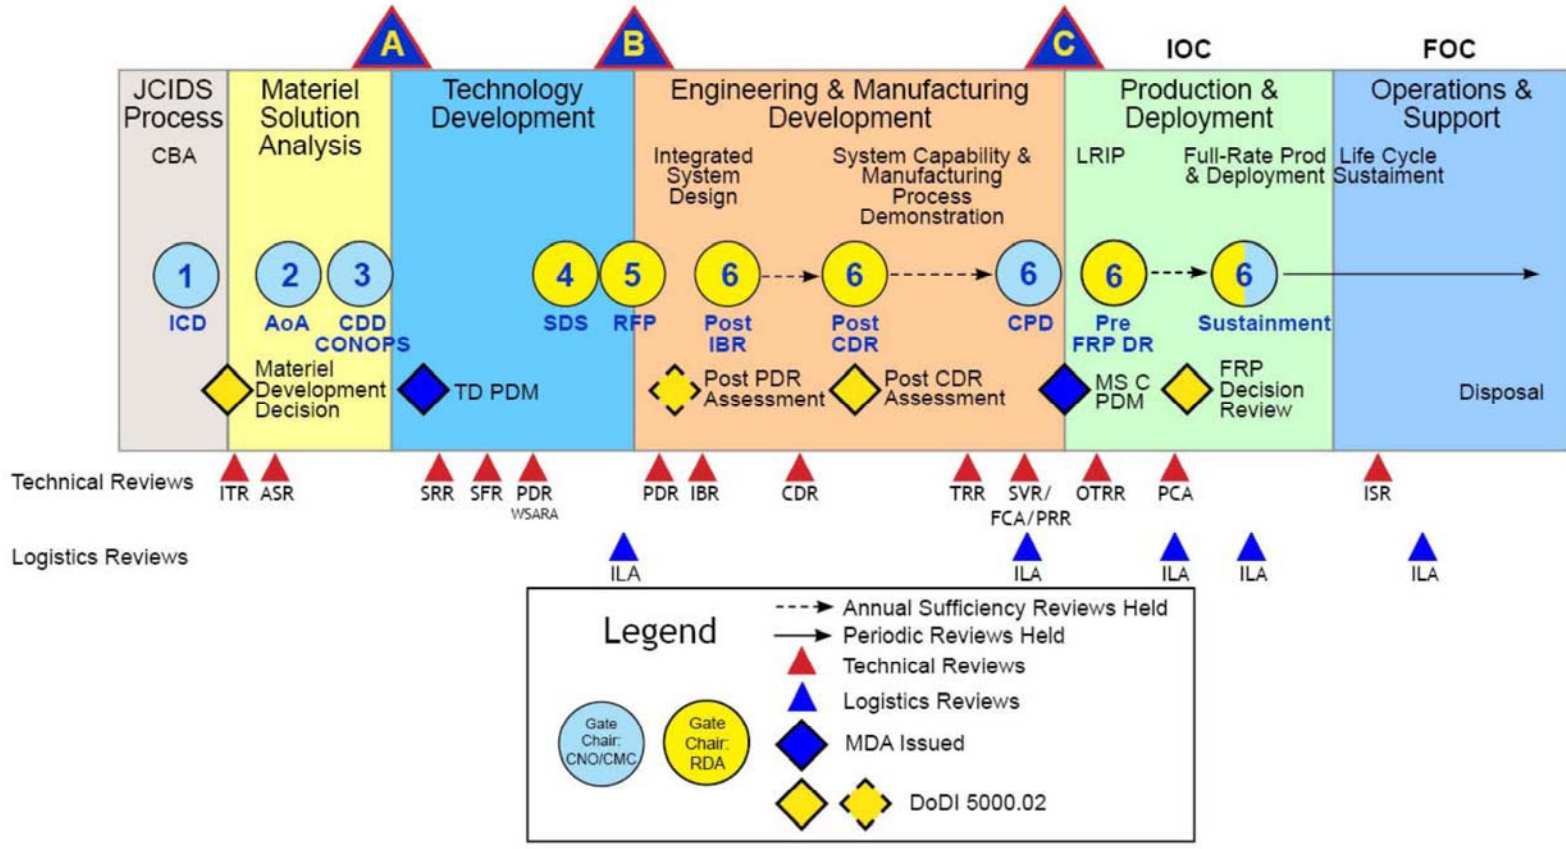 A
B
C
IOC
FOC
JCIDS
Process
CBA
Materiel
Solution
Analysis
Technology
Development
Engineering & Manufacturing
Development
Integrated
System
Design
System Capability &
Manufacturing
Process
Demonstration
Production &
Deployment
LRIP
Full-Rate Prod
& Deployment
Operations &
Support
Life Cycle
Sustaiment
1
ICD
2
AoA
3
CDD
CONOPS
4
SDS
5
RFP
6
Post
IBR
6
Post
CDR
6
CPD
6
Pre
FRP DR
6
Sustainment
Materiel
Development
Decision
TD PDM
Post PDR
Assessment
Post CDR
Assessment
MS C
PDM
FRP
Decision
Review
Disposal
Technical Reviews
ITR
ASR
SRR
SFR
PDR
WSARA
PDR
IBR
CDR
TRR
SVR/
FCA/PRR
OTRR
PCA
ISR
Logistics Reviews
ILA
ILA
ILA
ILA
ILA
Legend
Gate
Chair:
CNO/CMC
Gate
Chair:
RDA
Annual Sufficiency Reviews Held
Periodic Reviews Held
Technical Reviews
Logistics Reviews
MDA Issued
DoDI 5000.02